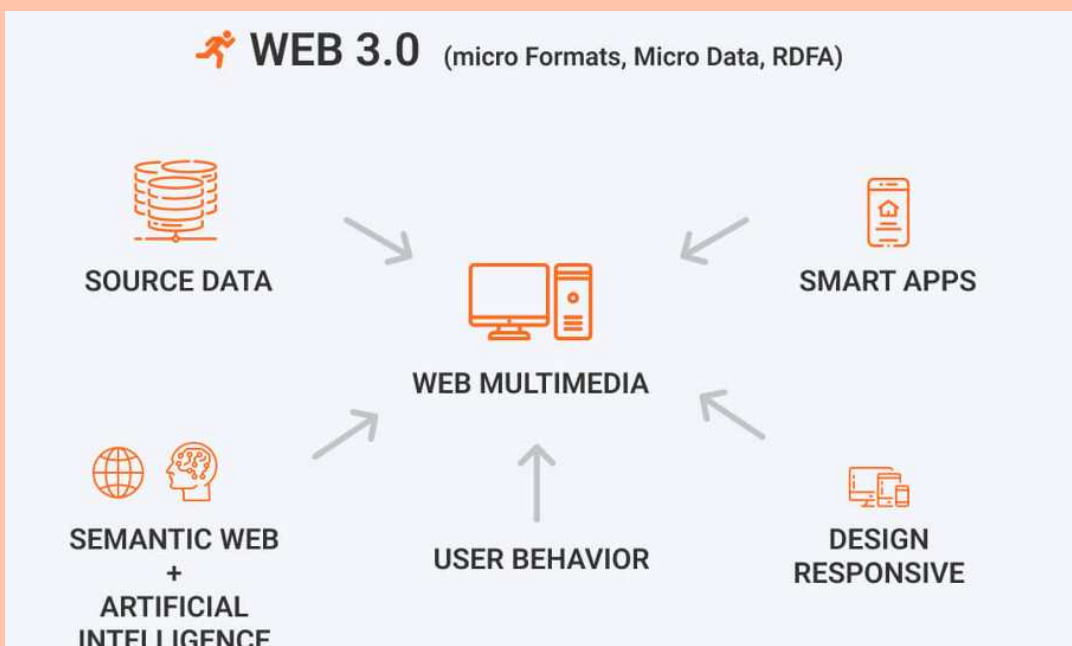 WEB 3.0 (micro Formats, Micro Data, RDFA)
SOURCE DATA
SMART APPS
WEB MULTIMEDIA
SEMANTIC WEB
+
ARTIFICIAL
INTELLIGENCE
USER BEHAVIOR
DESIGN
RESPONSIVE